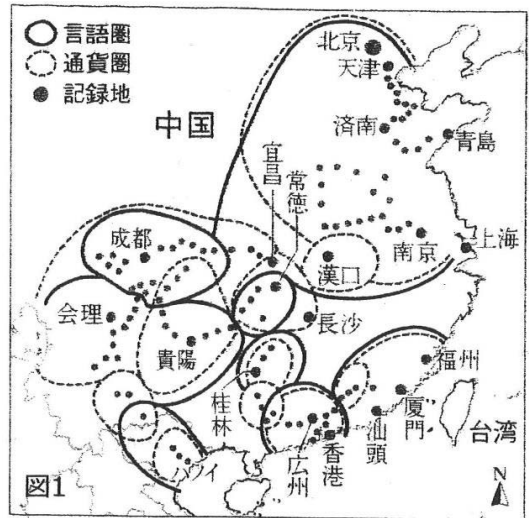 言語圏
通貨圏
記録地
中国
北京
天津
済南
青島
宜昌
常徳
成都
南京
上海
漢口
会理
長沙
貴陽
福州
桂林
厦門
台湾
汕頭
広州
香港
ハノイ
図1
N